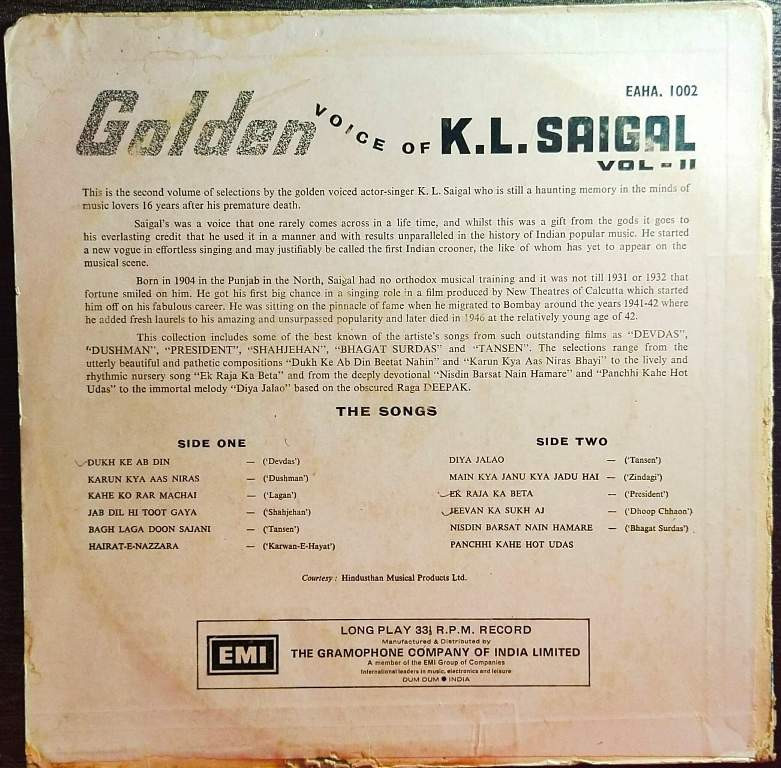 EAHA. 1002
Golden VOICE OF K.L. SAIGAL
VOL - II
This is the second volume of selections by the golden voiced actor-singer K. L. Saigal who is still a haunting memory in the minds of
music lovers 16 years after his premature death.
Saigal's was a voice that one rarely comes across in a life time, and whilst this was a gift from the gods it goes to
his everlasting credit that he used it in a manner and with results unparalleled in the history of Indian popular music. He started
a new vogue in effortless singing and may justifiably be called the first Indian crooner, the like of whom has yet to appear on the
musical scene.
Born in 1904 in the Punjab in the North, Saigal had no orthodox musical training and it was not till 1931 or 1932 that
fortune smiled on him. He got his first big chance in a singing role in a film produced by New Theatres of Calcutta which started
him off on his fabulous career. He was sitting on the pinnacle of fame when he migrated to Bombay around the years 1941-42 where
he added fresh laurels to his amazing and unsurpassed popularity and later died in 1946 at the relatively young age of 42.
This collection includes some of the best known of the artiste's songs from such outstanding films as "DEVDAS",
"DUSHMAN", "PRESIDENT", "SHAHJEHAN", "BHAGAT SURDAS" and "TANSEN". The selections range from the
utterly beautiful and pathetic compositions "Dukh Ke Ab Din Beetat Nahin" and "Karun Kya Aas Niras Bhayi" to the lively and
rhythmic nursery song "Ek Raja Ka Beta" and from the deeply devotional "Nisdin Barsat Nain Hamare" and "Panchhi Kahe Hot
Udas" to the immortal melody "Diya Jalao" based on the obscured Raga DEEPAK.
THE SONGS
SIDE ONE
DUKH KE AB DIN — ('Devdas')
KARUN KYA AAS NIRAS — ('Dushman')
KAHE KO RAR MACHAI — ('Lagan')
JAB DIL HI TOOT GAYA — ('Shahjehan')
BAGH LAGA DOON SAJANI — ('Tansen')
HAIRAT-E-NAZZARA — ('Karwan-E-Hayat')
SIDE TWO
DIYA JALAO — ('Tansen')
MAIN KYA JANU KYA JADU HAI — ('Zindagi')
EK RAJA KA BETA — ('President')
JEEVAN KA SUKH AJ — ('Dhoop Chhaon')
NISDIN BARSAT NAIN HAMARE — ('Bhagat Surdas')
PANCHHI KAHE HOT UDAS
Courtesy : Hindusthan Musical Products Ltd.
EMI
LONG PLAY 33⅓ R.P.M. RECORD
Manufactured & Distributed by
THE GRAMOPHONE COMPANY OF INDIA LIMITED
A member of the EMI Group of Companies
International leaders in music, electronics and leisure
DUM DUM ● INDIA